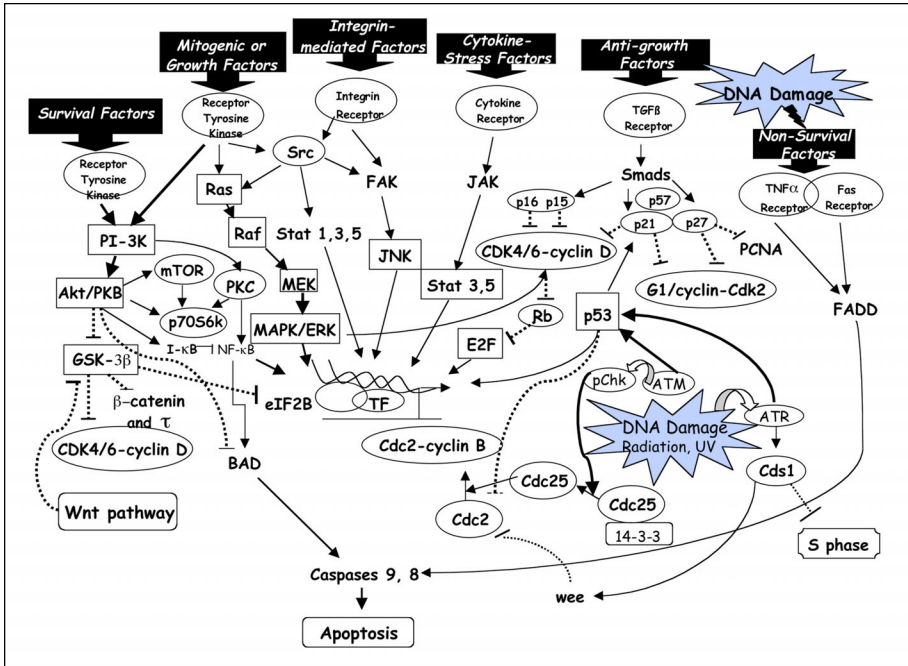 Survival Factors
Receptor
Tyrosine
Kinase
Mitogenic or
Growth Factors
Receptor
Tyrosine
Kinase
Integrin-
mediated Factors
Integrin
Receptor
Cytokine-
Stress Factors
Cytokine
Receptor
Anti-growth
Factors
TGFß
Receptor
DNA Damage
Non-Survival
Factors
TNFα
Receptor
Fas
Receptor
Src
Ras
FAK
JAK
Smads
p16 p15
p57
p21
p27
PCNA
PI-3K
Raf
Stat 1,3,5
JNK
CDK4/6-cyclin D
Akt/PKB
mTOR
PKC
MEK
Stat 3,5
G1/cyclin-Cdk2
FADD
p70S6k
MAPK/ERK
Rb
p53
I-κB
NF-κB
E2F
GSK-3β
β-catenin
and τ
eIF2B
TF
pChk
ATM
DNA Damage
Radiation, UV
ATR
CDK4/6-cyclin D
BAD
Cdc2-cyclin B
Cdc25
Cdc25
14-3-3
Cds1
Wnt pathway
Cdc2
S phase
Caspases 9, 8
wee
Apoptosis